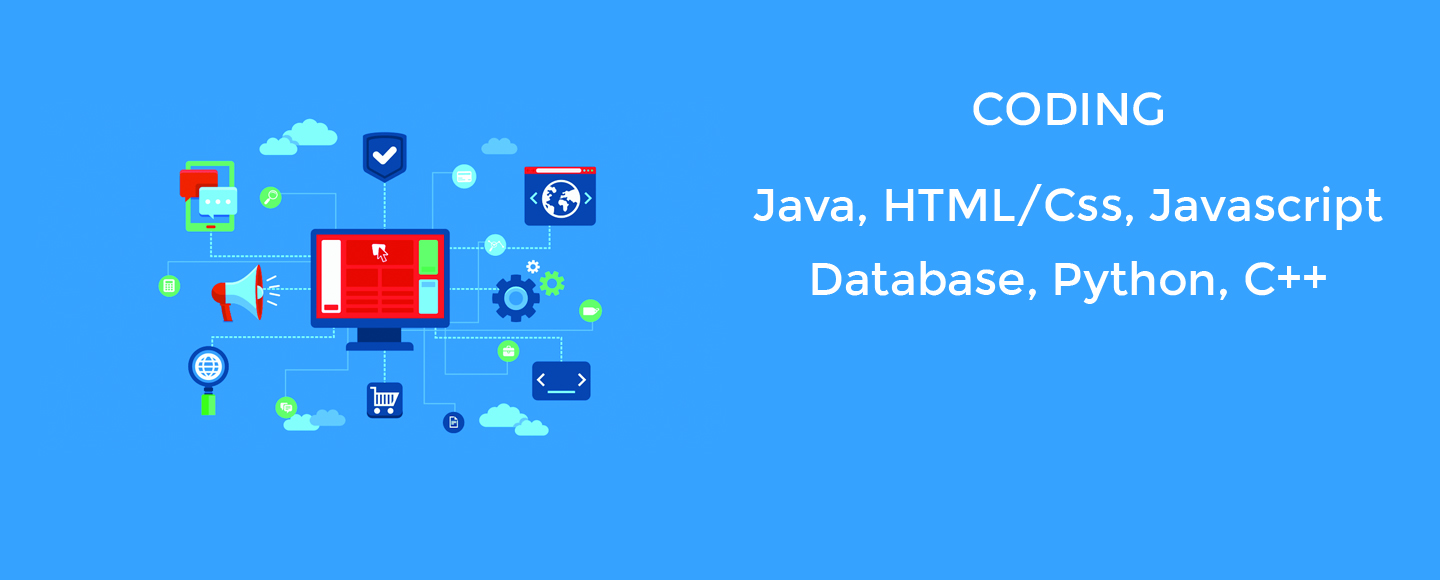 CODING
Java, HTML/Css, Javascript
Database, Python, C++